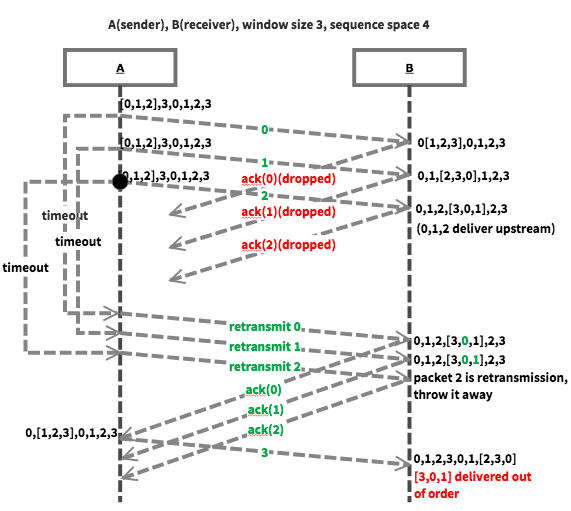 A(sender), B(receiver), window size 3, sequence space 4
A
B
[0,1,2],3,0,1,2,3
0
0[1,2,3],0,1,2,3
[0,1,2],3,0,1,2,3
1
0,1,[2,3,0],1,2,3
0,1,2],3,0,1,2,3
ack(0)(dropped)
2
ack(1)(dropped)
0,1,2,[3,0,1],2,3
(0,1,2 deliver upstream)
timeout
timeout
ack(2)(dropped)
timeout
retransmit 0
retransmit 1
retransmit 2
0,1,2,[3,0,1],2,3
0,1,2,[3,0,1],2,3
packet 2 is retransmission,
throw it away
ack(0)
ack(1)
ack(2)
0,[1,2,3],0,1,2,3
3
0,1,2,3,0,1,[2,3,0]
[3,0,1] delivered out
of order